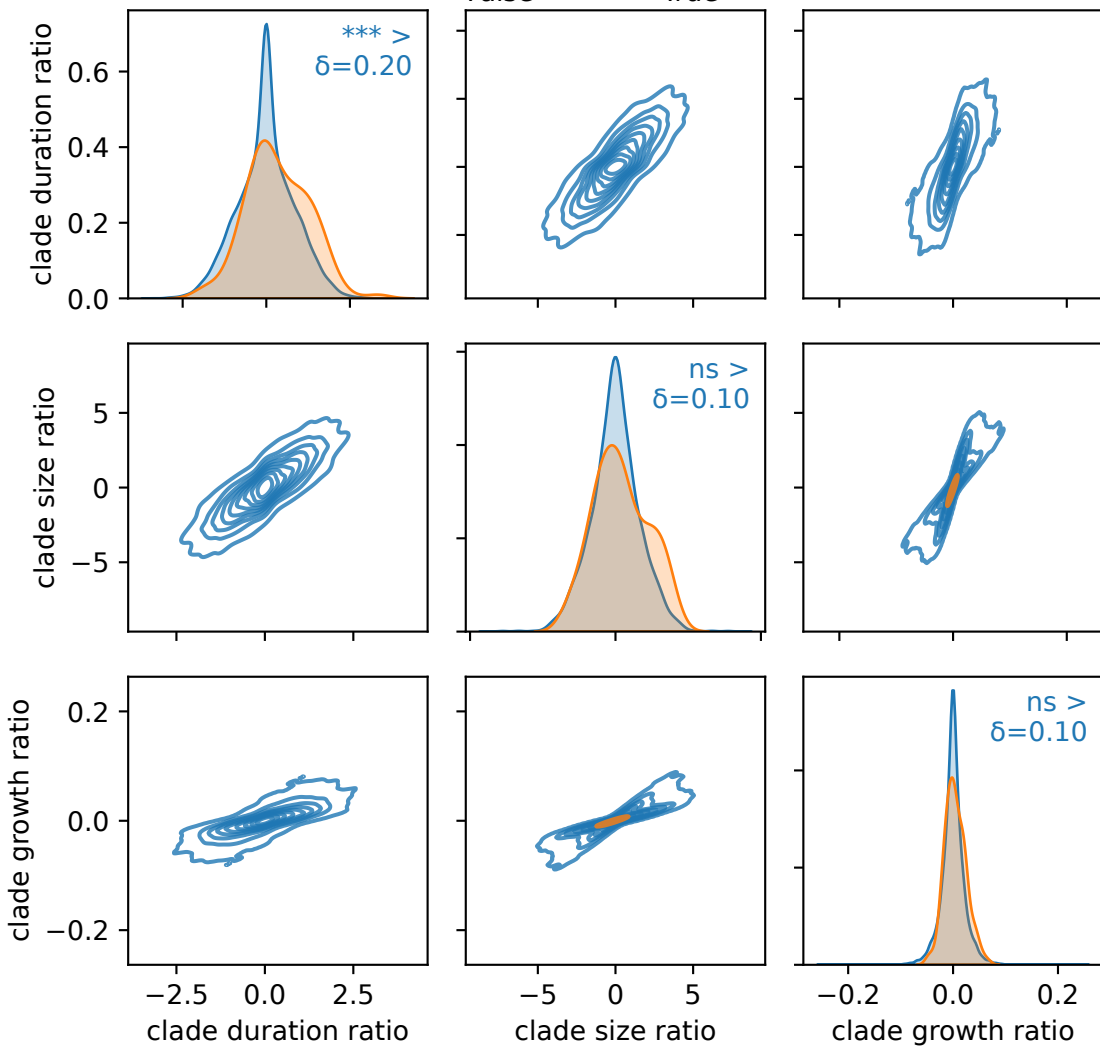 *** >
δ=0.20
clade duration ratio
0.6
0.4
0.2
0.0
ns >
δ=0.10
clade size ratio
5
0
−5
ns >
δ=0.10
clade growth ratio
0.2
0.0
−0.2
−2.5 0.0 2.5 −5 0 5 −0.2 0.0 0.2
clade duration ratio clade size ratio clade growth ratio